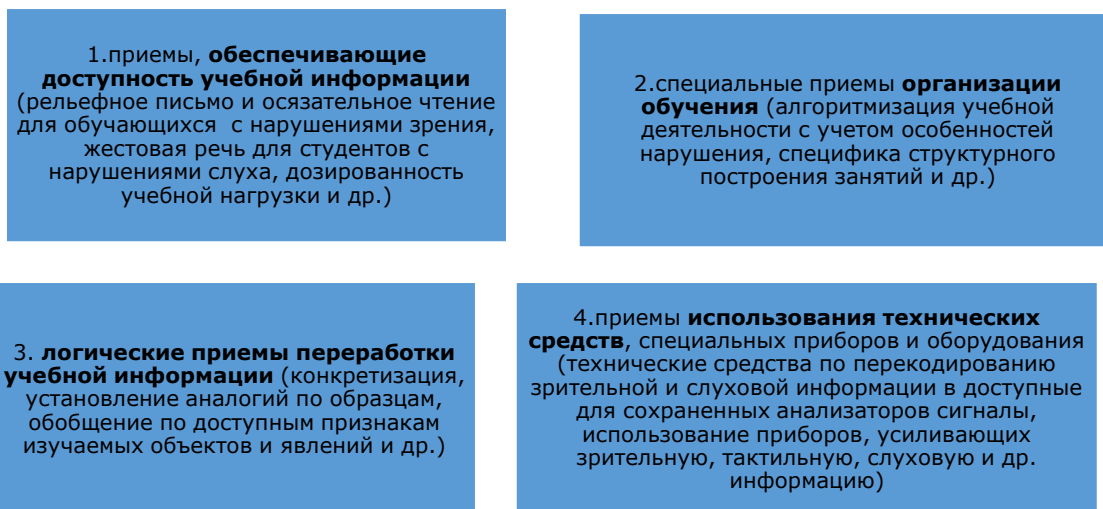 1.приемы, обеспечивающие
доступность учебной информации
(рельефное письмо и осязательное чтение
для обучающихся с нарушениями зрения,
жестовая речь для студентов с
нарушениями слуха, дозированность
учебной нагрузки и др.)
2.специальные приемы организации
обучения (алгоритмизация учебной
деятельности с учетом особенностей
нарушения, специфика структурного
построения занятий и др.)
3. логические приемы переработки
учебной информации (конкретизация,
установление аналогий по образцам,
обобщение по доступным признакам
изучаемых объектов и явлений и др.)
4.приемы использования технических
средств, специальных приборов и оборудования
(технические средства по перекодированию
зрительной и слуховой информации в доступные
для сохраненных анализаторов сигналы,
использование приборов, усиливающих
зрительную, тактильную, слуховую и др.
информацию)